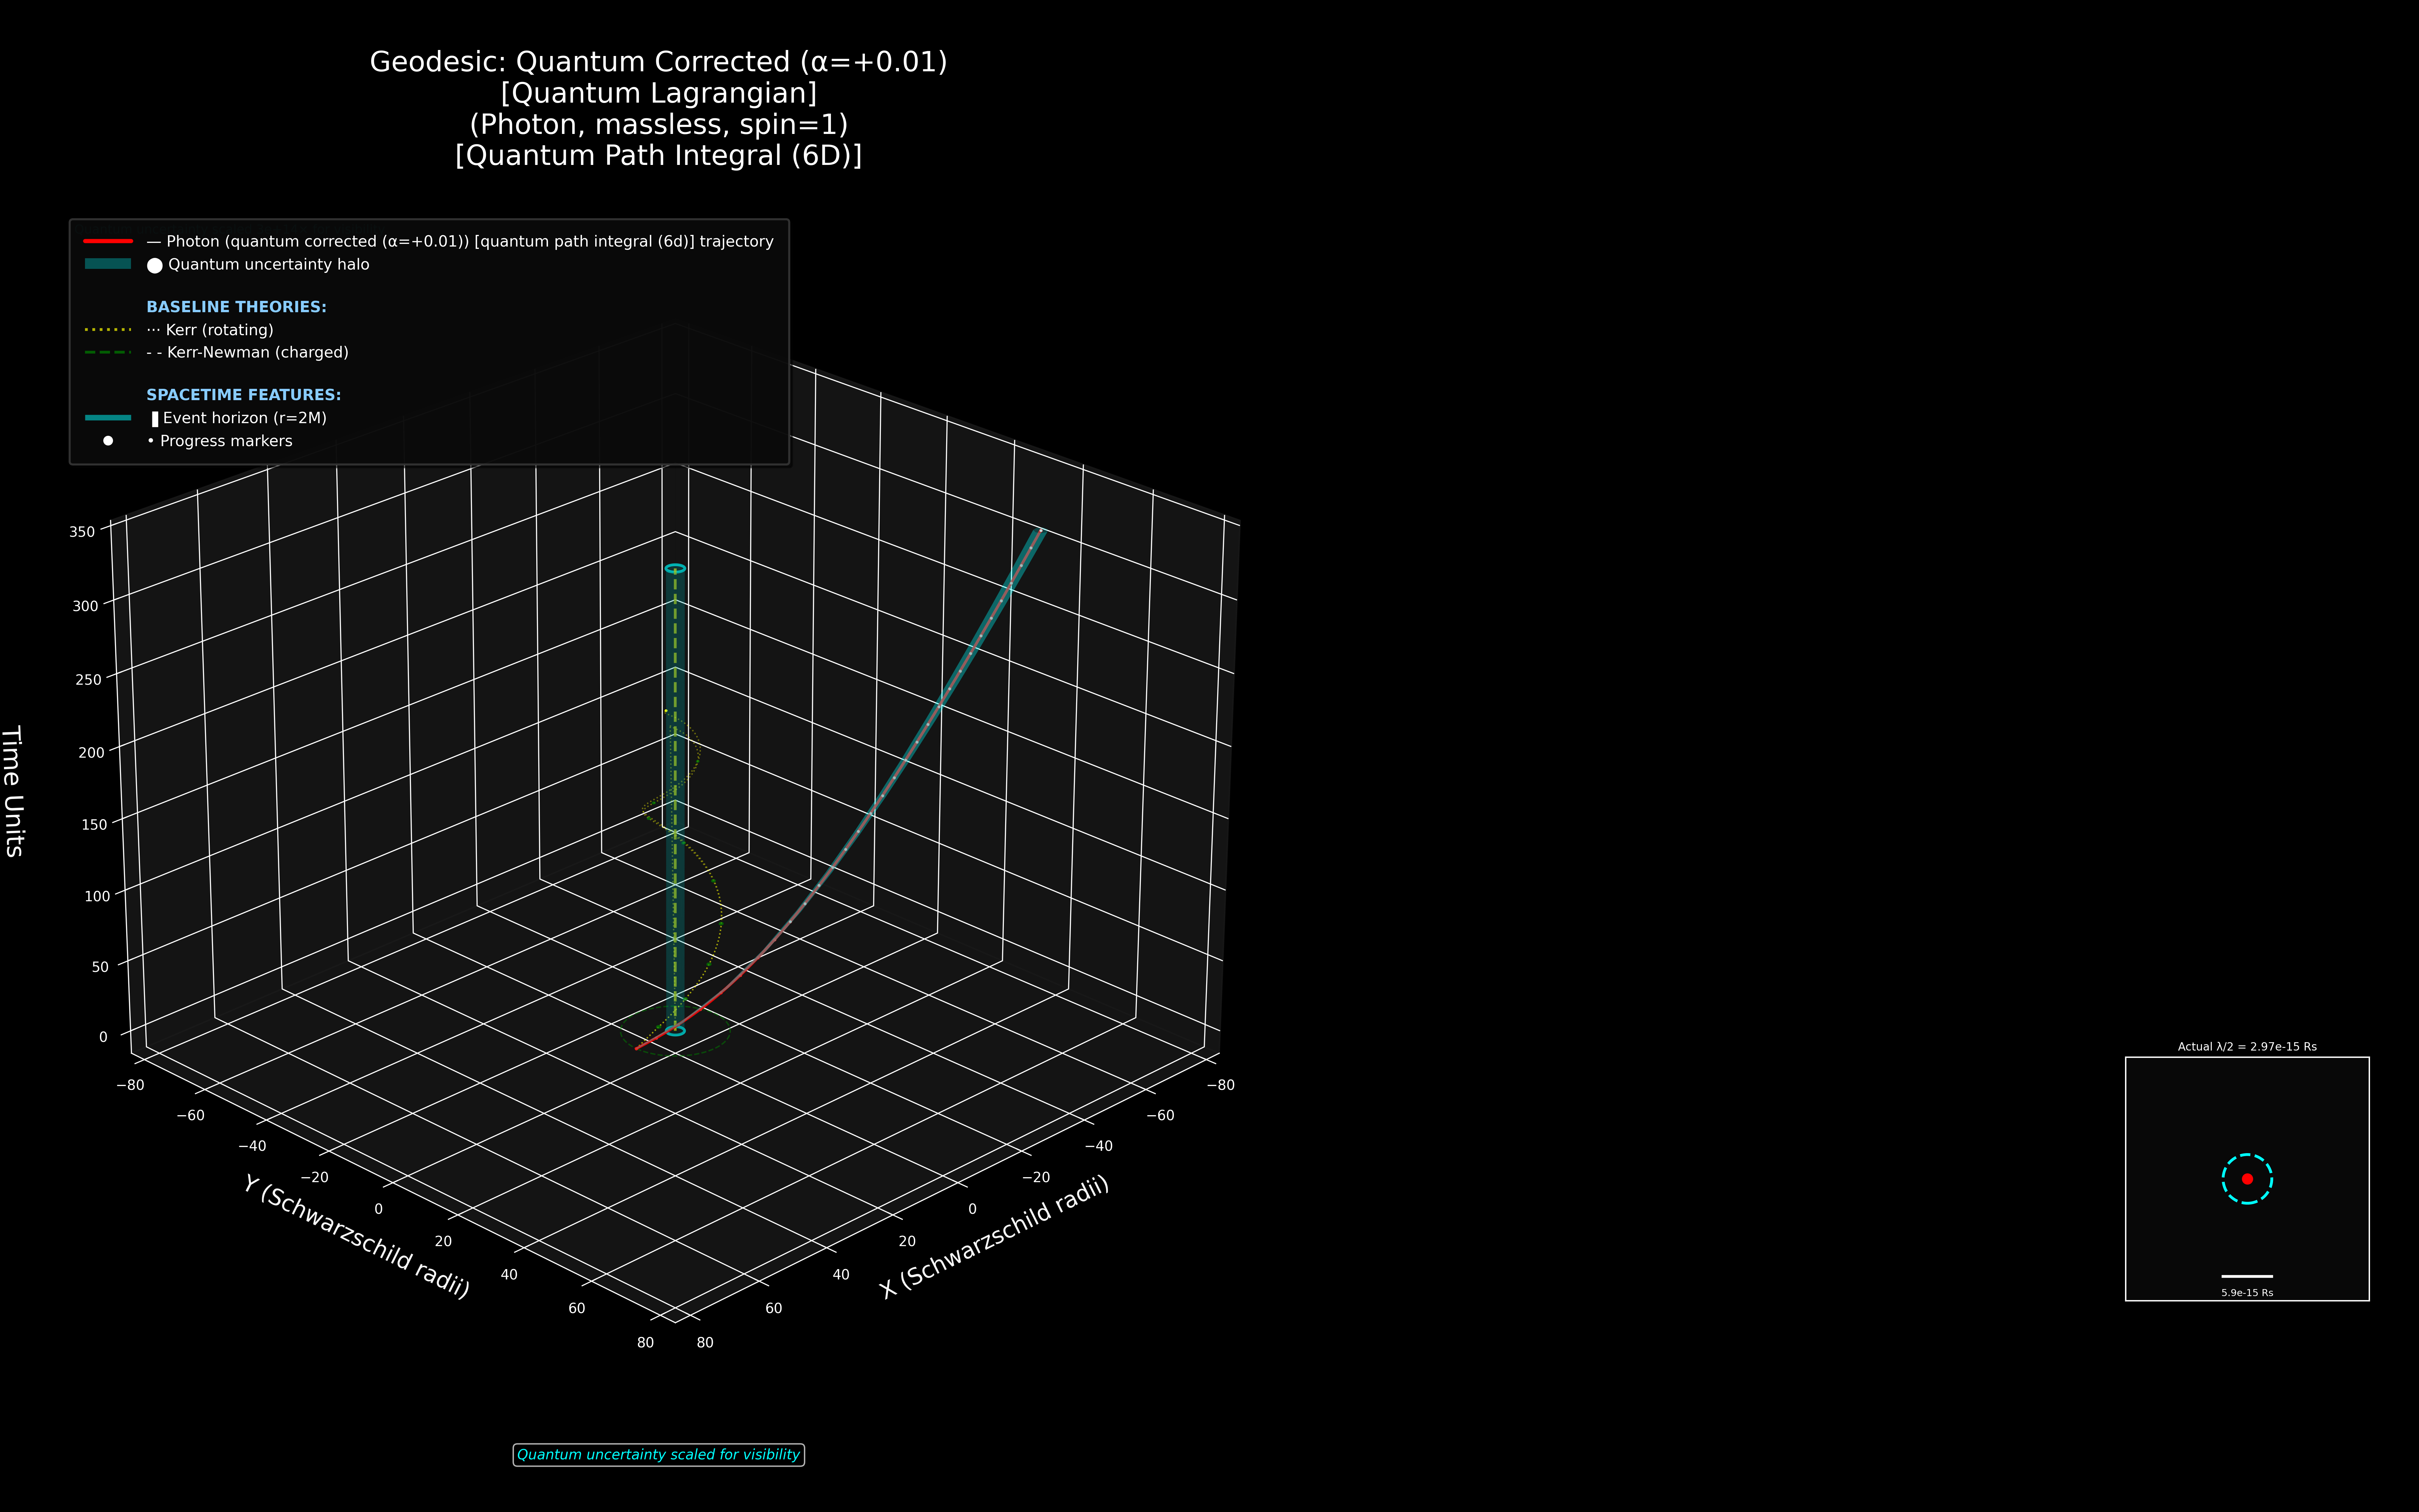 Geodesic: Quantum Corrected (α=+0.01)
[Quantum Lagrangian]
(Photon, massless, spin=1)
[Quantum Path Integral (6D)]
— Photon (quantum corrected (α=+0.01)) [quantum path integral (6d)] trajectory
● Quantum uncertainty halo
BASELINE THEORIES:
··· Kerr (rotating)
- - Kerr-Newman (charged)
SPACETIME FEATURES:
▐ Event horizon (r=2M)
• Progress markers
350
300
250
200
150
100
50
0
Time Units
−80
−60
−40
−20
0
20
40
60
80
Y (Schwarzschild radii)
80
60
40
20
0
−20
−40
−60
−80
X (Schwarzschild radii)
Actual λ/2 = 2.97e-15 Rs
5.9e-15 Rs
Quantum uncertainty scaled for visibility